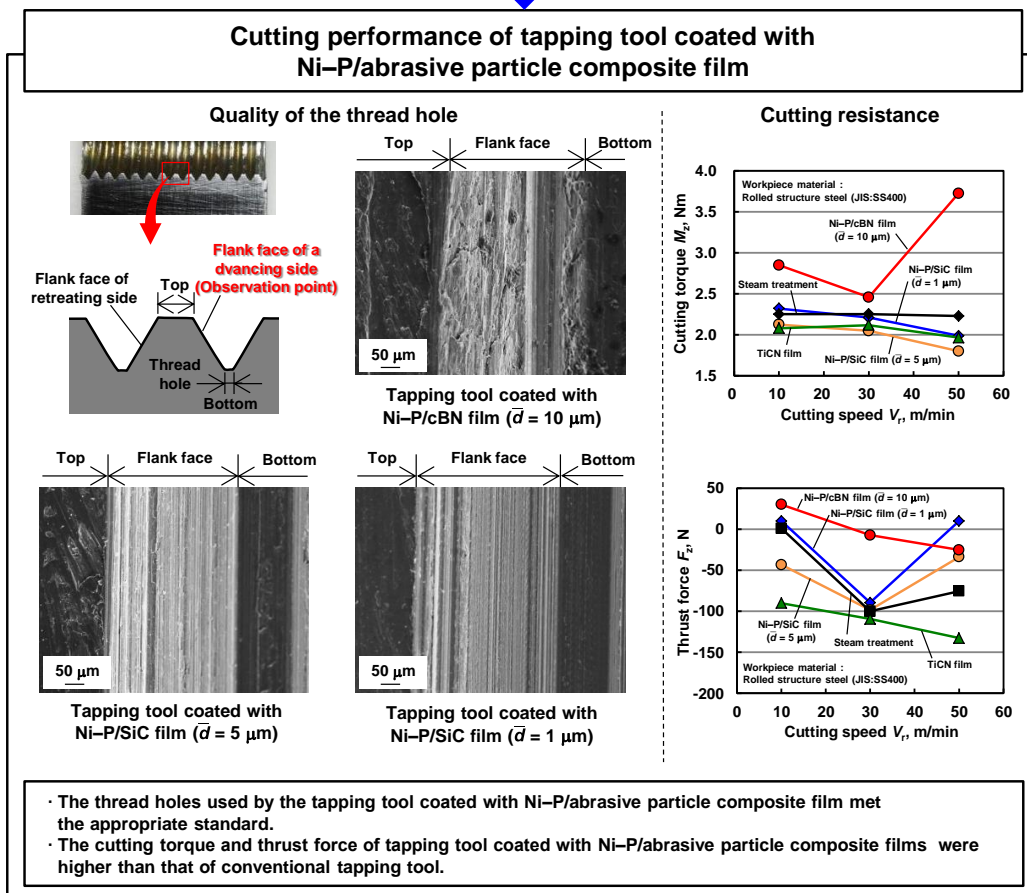 Cutting performance of tapping tool coated with
Ni–P/abrasive particle composite film
Quality of the thread hole
Top
Flank face
Bottom
Flank face of a
dvancing side
(Observation point)
Flank face of
retreating side
Top
Thread
hole
Bottom
50 μm
Tapping tool coated with
Ni–P/cBN film (d̅ = 10 μm)
Top
Flank face
Bottom
50 μm
Tapping tool coated with
Ni–P/SiC film (d̅ = 5 μm)
Top
Flank face
Bottom
50 μm
Tapping tool coated with
Ni–P/SiC film (d̅ = 1 μm)
Cutting resistance
Cutting torque Mz, Nm
4.0
3.5
3.0
2.5
2.0
1.5
Workpiece material :
Rolled structure steel (JIS:SS400)
Ni–P/cBN film
(d̅ = 10 μm)
Ni–P/SiC film
(d̅ = 1 μm)
Steam treatment
TiCN film
Ni–P/SiC film (d̅ = 5 μm)
0 10 20 30 40 50 60
Cutting speed Vr, m/min
Thrust force Fz, N
50
0
-50
-100
-150
-200
Ni–P/cBN film (d̅ = 10 μm)
Ni–P/SiC film (d̅ = 1 μm)
Ni–P/SiC film
(d̅ = 5 μm)
Steam treatment
TiCN film
Workpiece material :
Rolled structure steel (JIS:SS400)
0 10 20 30 40 50 60
Cutting speed Vr, m/min
· The thread holes used by the tapping tool coated with Ni–P/abrasive particle composite film met
the appropriate standard.
· The cutting torque and thrust force of tapping tool coated with Ni–P/abrasive particle composite films were
higher than that of conventional tapping tool.